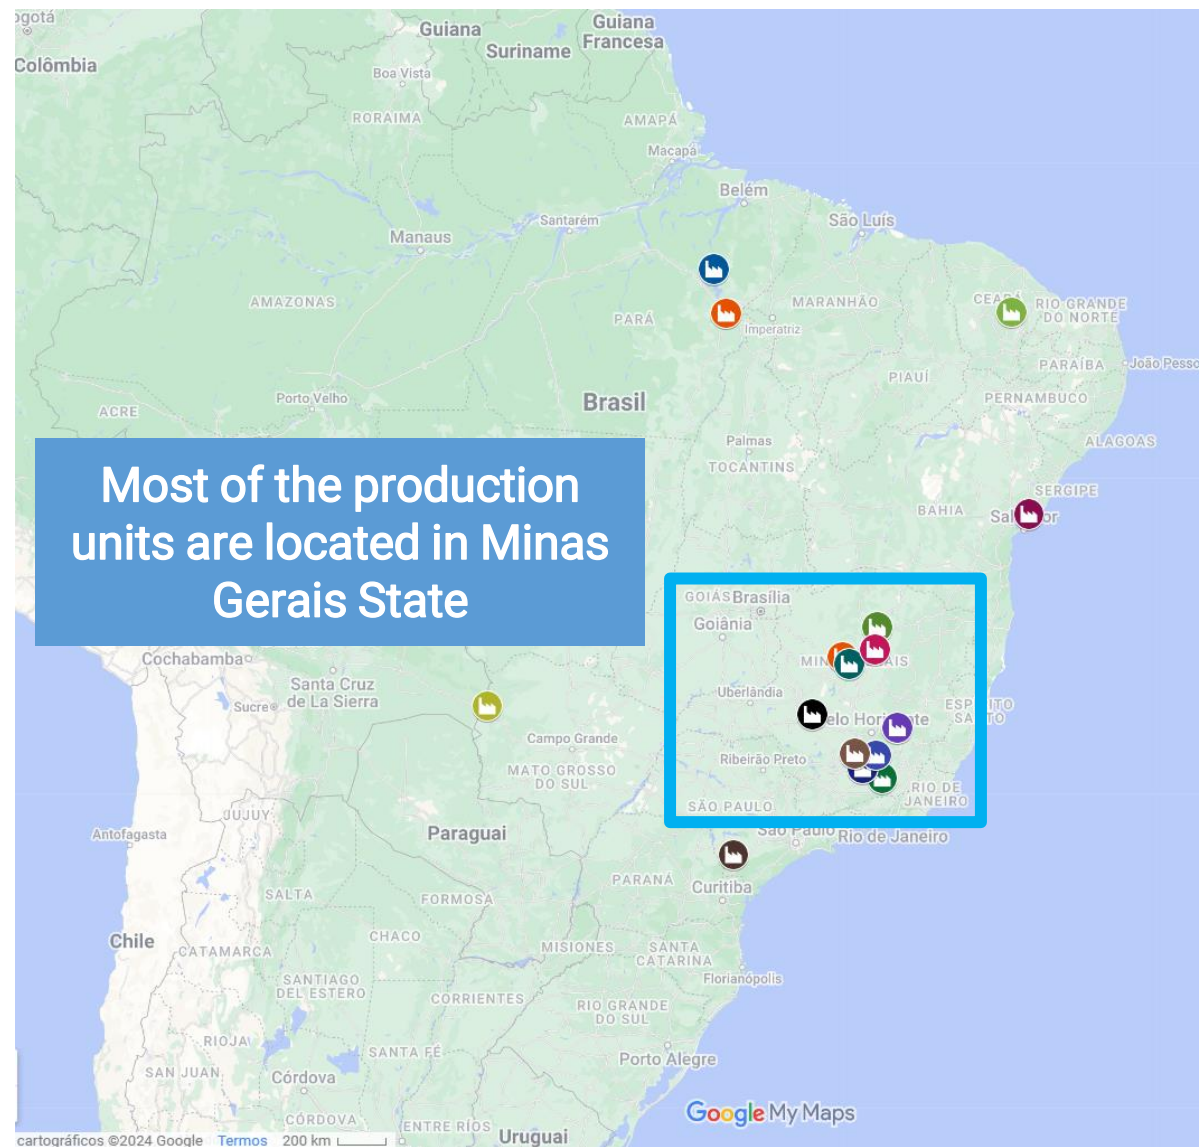 ogotá
Colômbia
Guiana
Suriname
Guiana
Francesa
Boa Vista
RORAIMA
AMAPÁ
Macapá
Belém
São Luís
Santarém
Manaus
AMAZONAS
PARÁ
MARANHÃO
Imperatriz
CEARÁ
RIO GRANDE
DO NORTE
PARAÍBA
João Pesso
PIAUÍ
PERNAMBUCO
Brasil
Porto Velho
ACRE
Palmas
TOCANTINS
ALAGOAS
SERGIPE
BAHIA
Most of the production
units are located in Minas
Gerais State
GOIÁS
Brasília
Goiânia
Cochabamba
Santa Cruz
de La Sierra
Sucre
Uberlândia
elo Horizonte
ESPÍRITO
SANTO
Campo Grande
Ribeirão Preto
MATO GROSSO
DO SUL
RIO DE
JANEIRO
SÃO PAULO
São Paulo
Rio de Janeiro
JUJUY
Antofagasta
Paraguai
PARANÁ
Curitiba
SALTA
FORMOSA
Chile
CATAMARCA
CHACO
MISIONES
SANTA
CATARINA
Florianópolis
SANTIAGO
DEL ESTERO
CORRIENTES
RIO GRANDE
DO SUL
RIOJA
SANTA FÉ
Porto Alegre
SAN JUAN
Córdova
CÓRDOVA
ENTRE RÍOS
Uruguai
Google My Maps
cartográficos ©2024 Google Termos 200 km